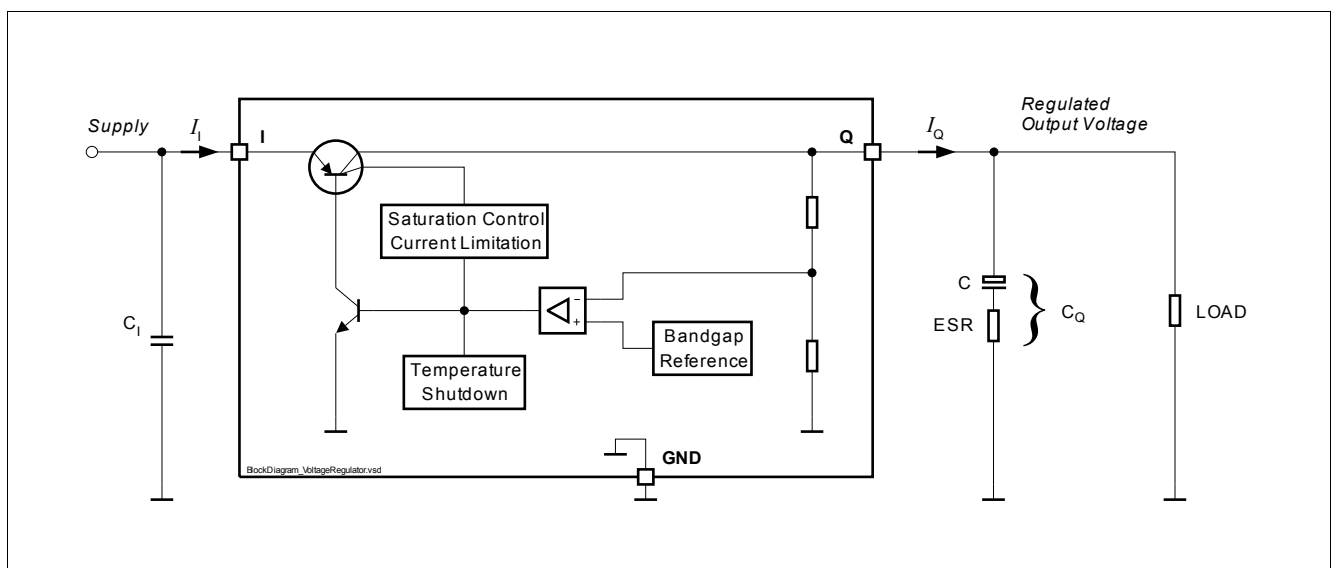 Supply
I_I
I
Q
I_Q
Regulated
Output Voltage
Saturation Control
Current Limitation
C
ESR
C_Q
LOAD
C_I
-
+
Bandgap
Reference
Temperature
Shutdown
GND
BlockDiagram_VoltageRegulator.vsd